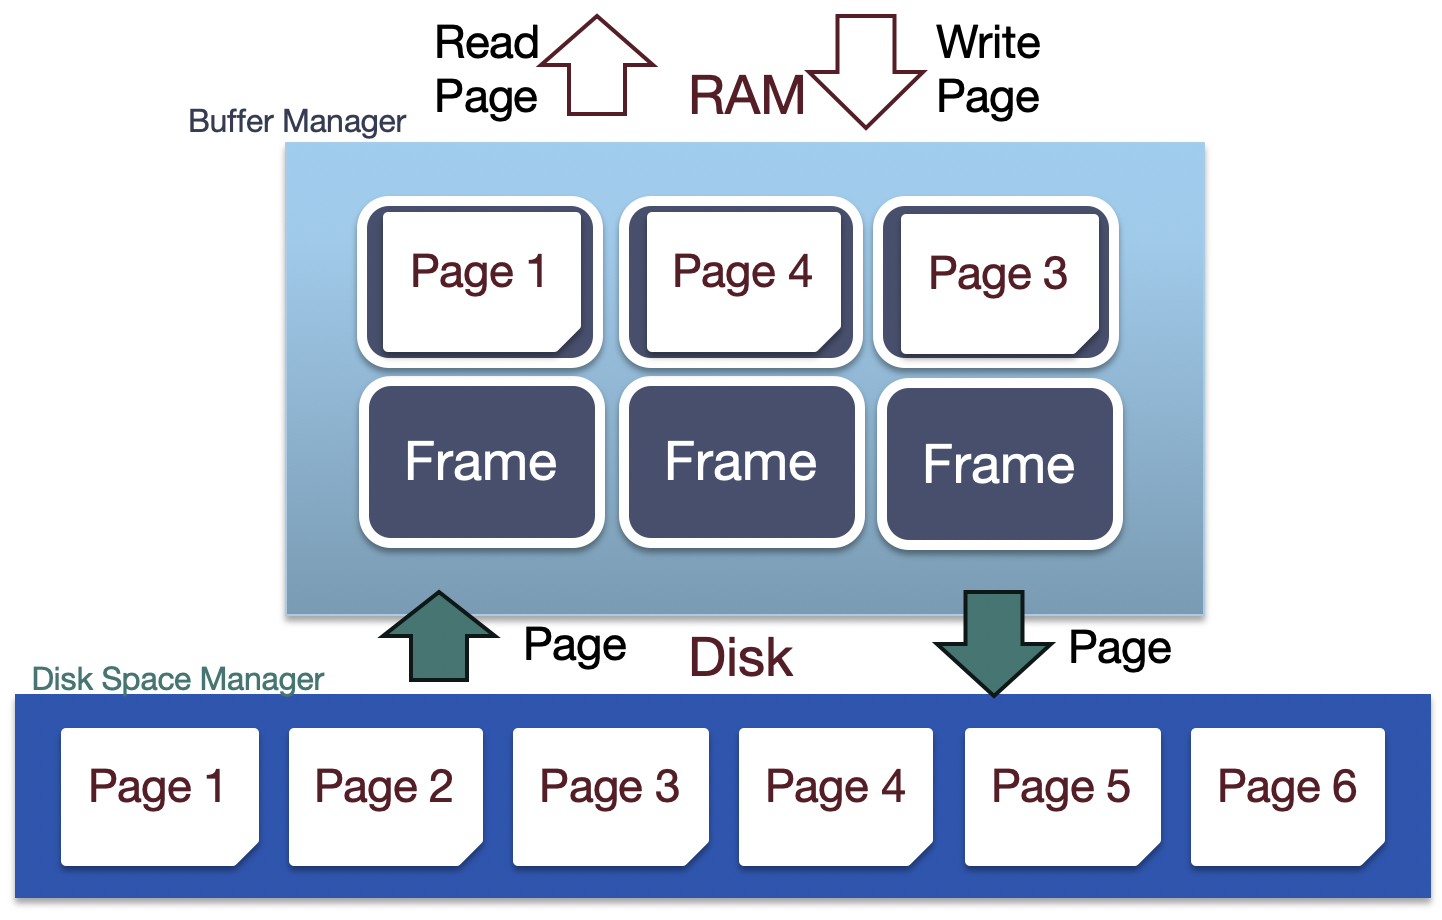 Read
Page
RAM
Write
Page
Buffer Manager
Page 1
Page 4
Page 3
Frame
Frame
Frame
Page
Disk
Page
Disk Space Manager
Page 1
Page 2
Page 3
Page 4
Page 5
Page 6